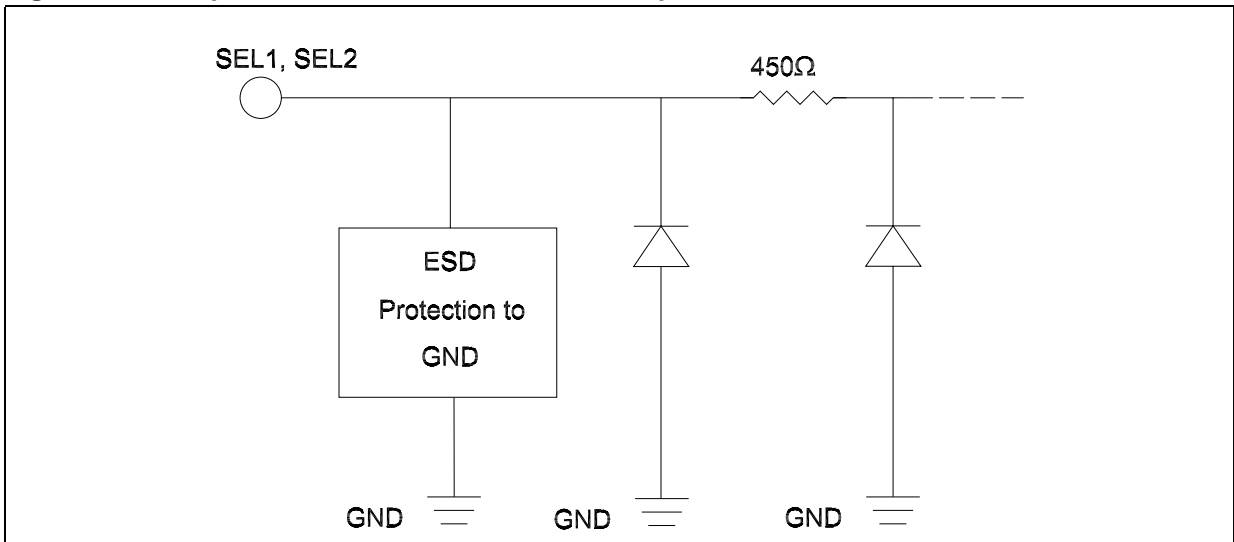 SEL1, SEL2
450Ω
ESD
Protection to
GND
GND
GND
GND